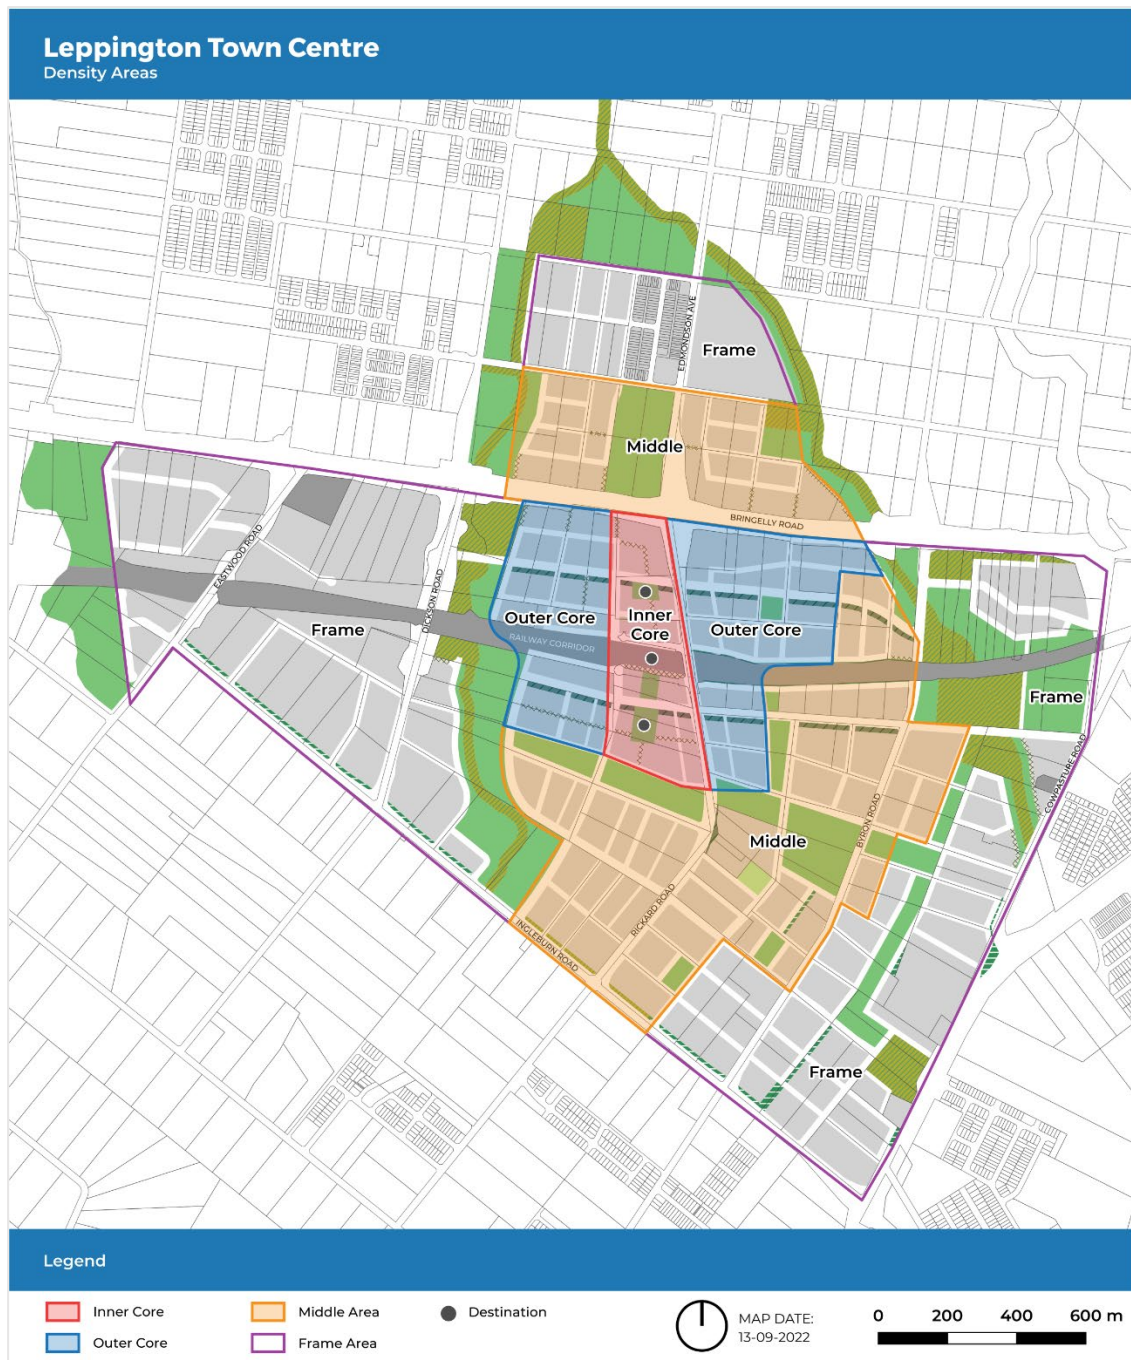 Leppington Town Centre
Density Areas
EDMONDSON AVE
Frame
Middle
BRINGELLY ROAD
EASTWOOD ROAD
DICKSON ROAD
Outer Core
Inner
Core
Outer Core
Frame
RAILWAY CORRIDOR
Frame
COWPASTURE ROAD
BYRON ROAD
Middle
RICKARD ROAD
INGLEBURN ROAD
Frame
Legend
Inner Core
Middle Area
Destination
Outer Core
Frame Area
MAP DATE:
13-09-2022
0 200 400 600 m